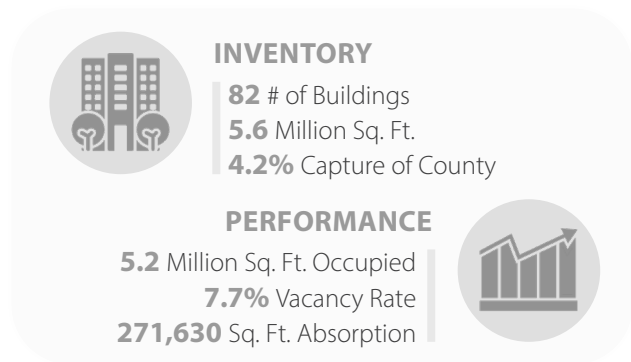 INVENTORY
82 # of Buildings
5.6 Million Sq. Ft.
4.2% Capture of County
PERFORMANCE
5.2 Million Sq. Ft. Occupied
7.7% Vacancy Rate
271,630 Sq. Ft. Absorption